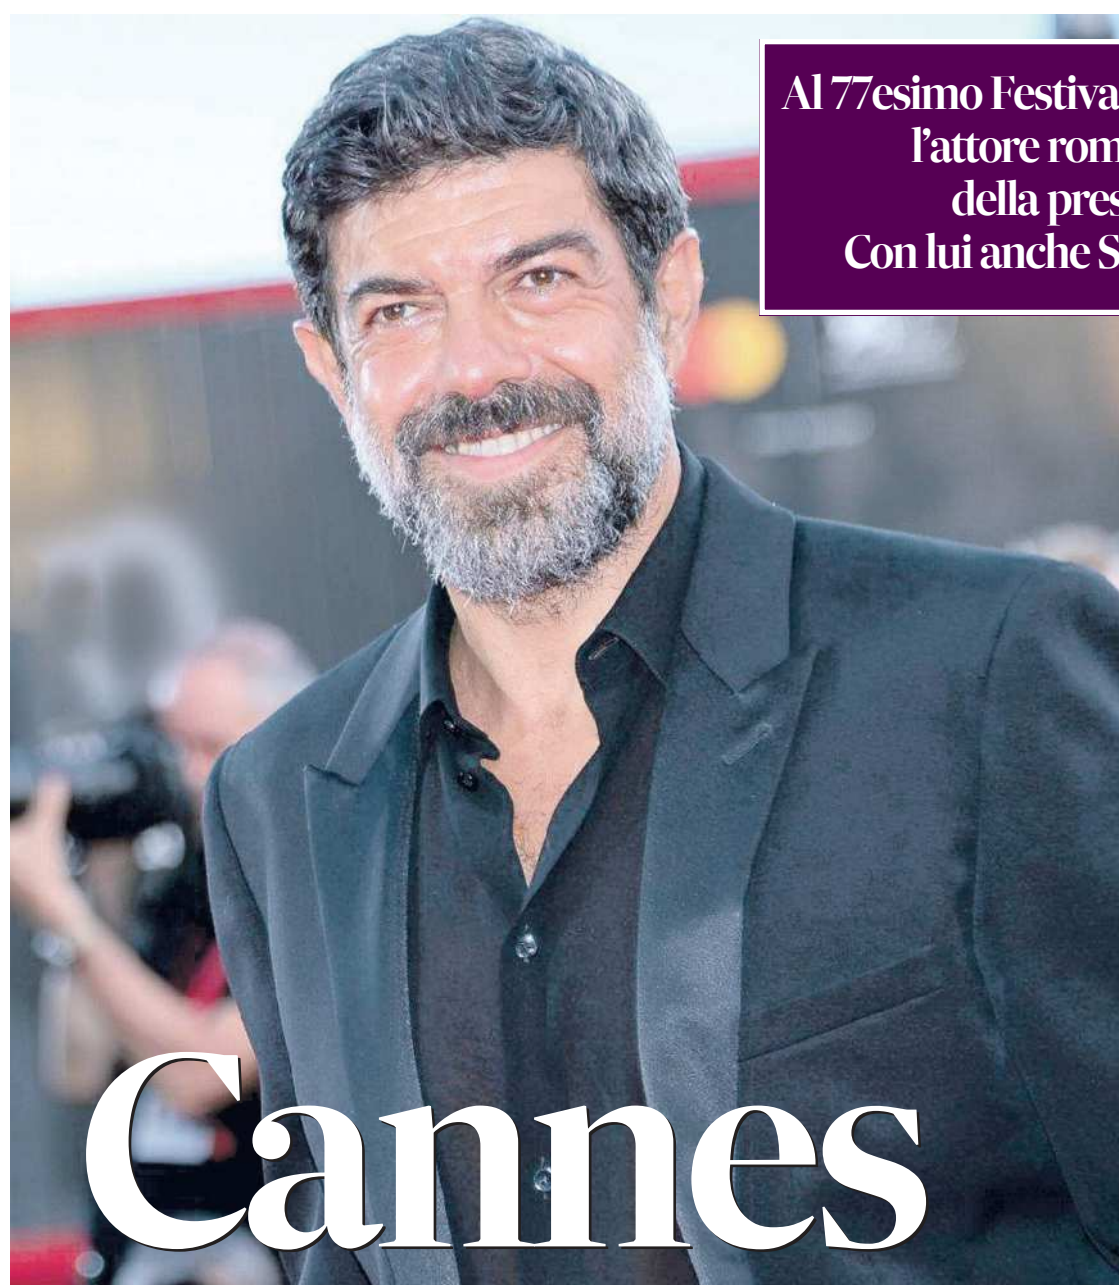 Al 77esimo Festiva
l'attore rom
della pres
Con lui anche S
Cannes